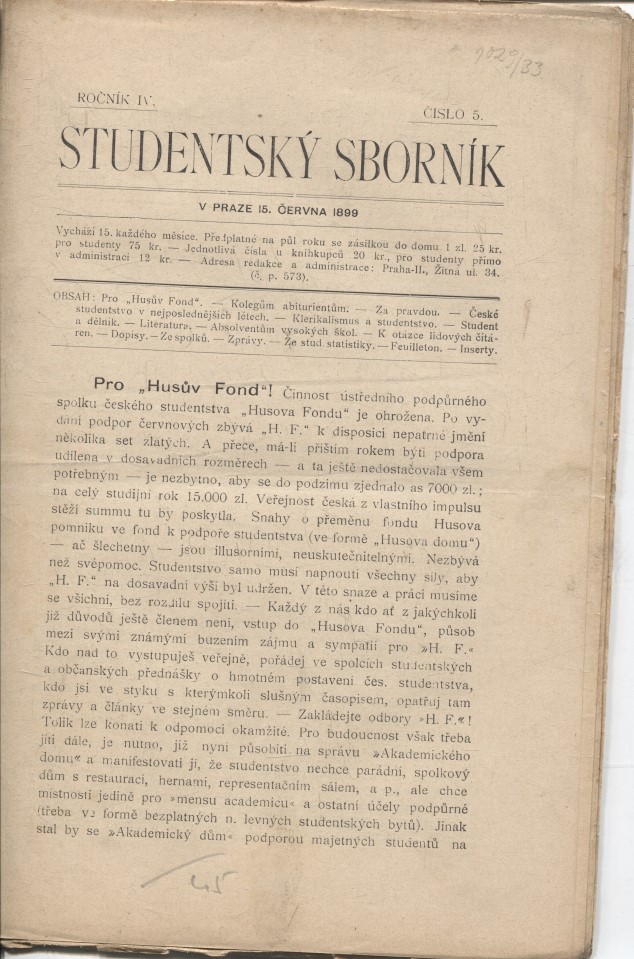 1029/33
ROČNÍK IV.
ČÍSLO 5.
STUDENTSKÝ SBORNÍK
V PRAZE 15. ČERVNA 1899
Vychází 15. každého měsíce. Předplatné na půl roku se zásilkou do domu 1 zl. 25 kr.
pro studenty 75 kr. — Jednotlivá čísla u knihkupců 20 kr., pro studenty přímo
v administraci 12 kr. — Adresa redakce a administrace: Praha-II., Žitná ul. 34.
(č. p. 573).
OBSAH: Pro „Husův Fond“. — Kolegům abiturientům. — Za pravdou. — České
studentstvo v nejposlednějších létech. — Klerikalismus a studentstvo. — Student
a dělník. — Literatura. — Absolventům vysokých škol. — K otázce lidových čítá-
ren. — Dopisy. — Ze spolků. — Zprávy. — Ze stud. statistiky. — Feuilleton. — Inserty.
Pro „Husův Fond“! Činnost ústředního podpůrného
spolku českého studentstva „Husova Fondu“ je ohrožena. Po vy-
dání podpor červnových zbývá „H. F.“ k disposici nepatrné jmění
několika set zlatých. A přece, má-li příštím rokem býti podpora
udílena v dosavadních rozměrech — a ta ještě nedostačovala všem
potřebným — je nezbytno, aby se do podzimu zjednalo as 7000 zl.;
na celý studijní rok 15.000 zl. Veřejnost česká z vlastního impulsu
stěží summu tu by poskytla. Snahy o přeměnu fondu Husova
pomníku ve fond k podpoře studentstva (ve formě „Husova domu“)
— ač šlechetny — jsou illusorními, neuskutečnitelnými. Nezbývá
než svépomoc. Studentstvo samo musí napnouti všechny síly, aby
„H. F.“ na dosavadní výši byl udržen. V této snaze a práci musíme
se všichni, bez rozdílu spojiti. — Každý z nás kdo ať z jakýchkoli
již důvodů ještě členem není, vstup do „Husova Fondu“, působ
mezi svými známými buzením zájmu a sympatií pro »H. F.«
Kdo nad to vystupuješ veřejně, pořádej ve spolcích studentských
a občanských přednášky o hmotném postavení čes. studentstva,
kdo jsi ve styku s kterýmkoli slušným časopisem, opatřuj tam
zprávy a články ve stejném směru. — Zakládejte odbory »H. F.«!
Tolik lze konati k odpomoci okamžité. Pro budoucnost však třeba
jíti dále, je nutno, již nyní působiti na správu »Akademického
domu« a manifestovati jí, že studentstvo nechce parádní, spolkový
dům s restaurací, hernami, representačním sálem, a p., ale chce
místnosti jedině pro »mensu academicu« a ostatní účely podpůrné
(třeba ve formě bezplatných n. levných studentských bytů). Jinak
stal by se »Akademický dům« podporou majetných studentů na